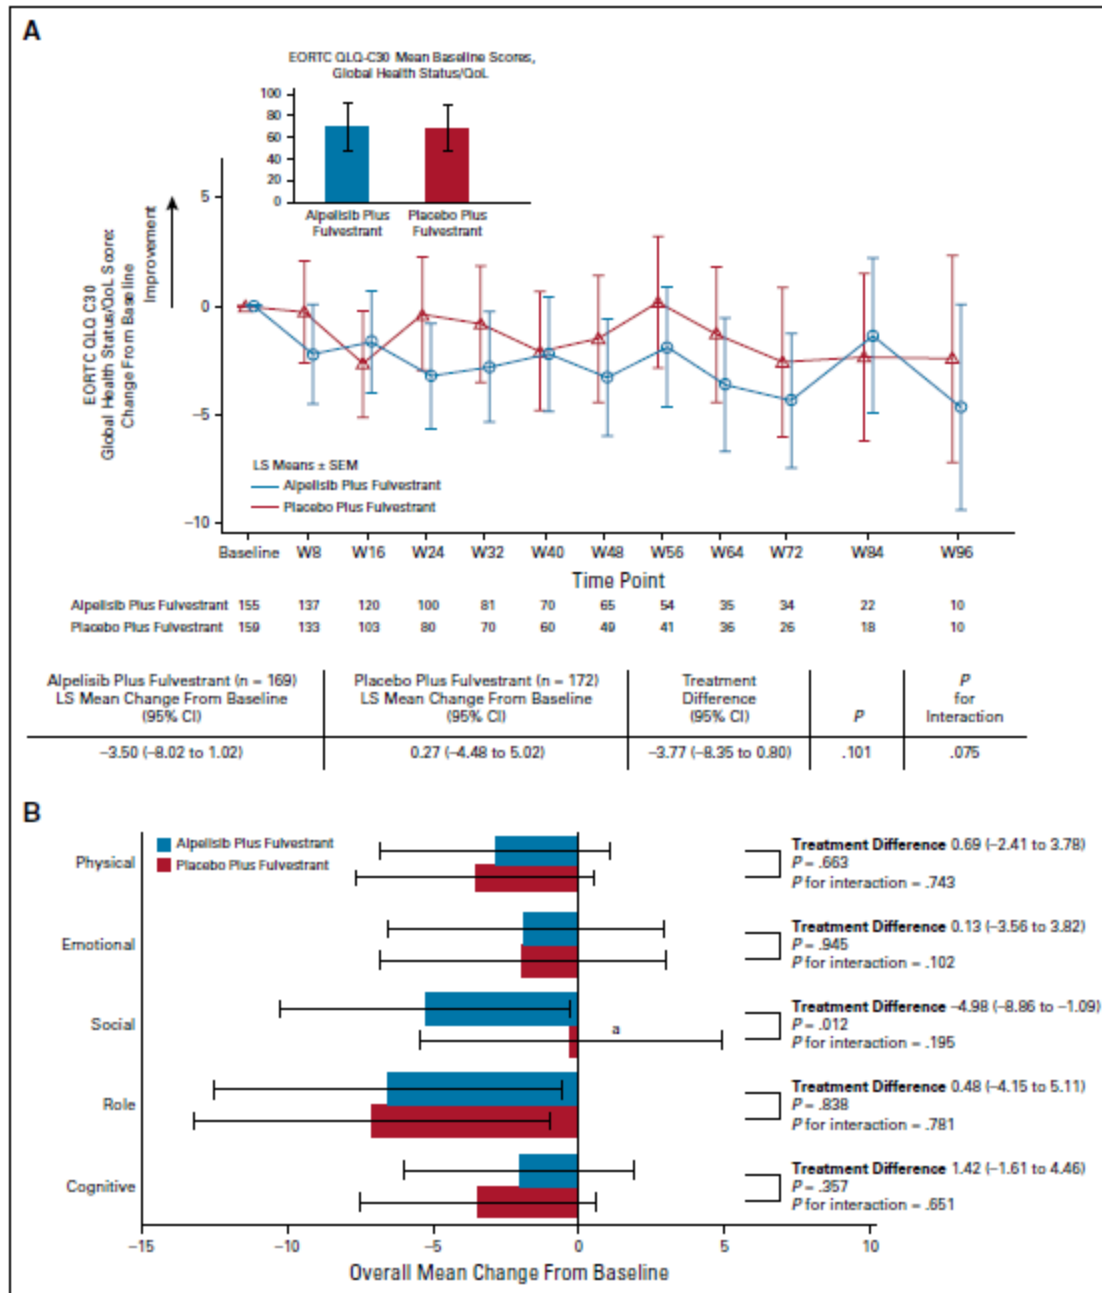 A
EORTC QLQ-C30 Mean Baseline Scores,
Global Health Status/QoL
100
80
60
40
20
0
Alpelisib Plus
Fulvestrant
Placebo Plus
Fulvestrant
EORTC QLQ C30
Global Health Status/QoL Score:
Change From Baseline
Improvement
5
0
−5
−10
LS Means ± SEM
Alpelisib Plus Fulvestrant
Placebo Plus Fulvestrant
Baseline W8 W16 W24 W32 W40 W48 W56 W64 W72 W84 W96
Time Point
Alpelisib Plus Fulvestrant 155 137 120 100 81 70 65 54 35 34 22 10
Placebo Plus Fulvestrant 159 133 103 80 70 60 49 41 36 26 18 10
Alpelisib Plus Fulvestrant (n = 169)
LS Mean Change From Baseline
(95% CI)
Placebo Plus Fulvestrant (n = 172)
LS Mean Change From Baseline
(95% CI)
Treatment
Difference
(95% CI)
P
P
for
Interaction
−3.50 (−8.02 to 1.02) 0.27 (−4.48 to 5.02) −3.77 (−8.35 to 0.80) .101 .075
B
Alpelisib Plus Fulvestrant
Placebo Plus Fulvestrant
Physical
Treatment Difference 0.69 (−2.41 to 3.78)
P = .663
P for interaction = .743
Emotional
Treatment Difference 0.13 (−3.56 to 3.82)
P = .945
P for interaction = .102
Social
a
Treatment Difference −4.98 (−8.86 to −1.09)
P = .012
P for interaction = .195
Role
Treatment Difference 0.48 (−4.15 to 5.11)
P = .838
P for interaction = .781
Cognitive
Treatment Difference 1.42 (−1.61 to 4.46)
P = .357
P for interaction = .651
−15 −10 −5 0 5 10
Overall Mean Change From Baseline